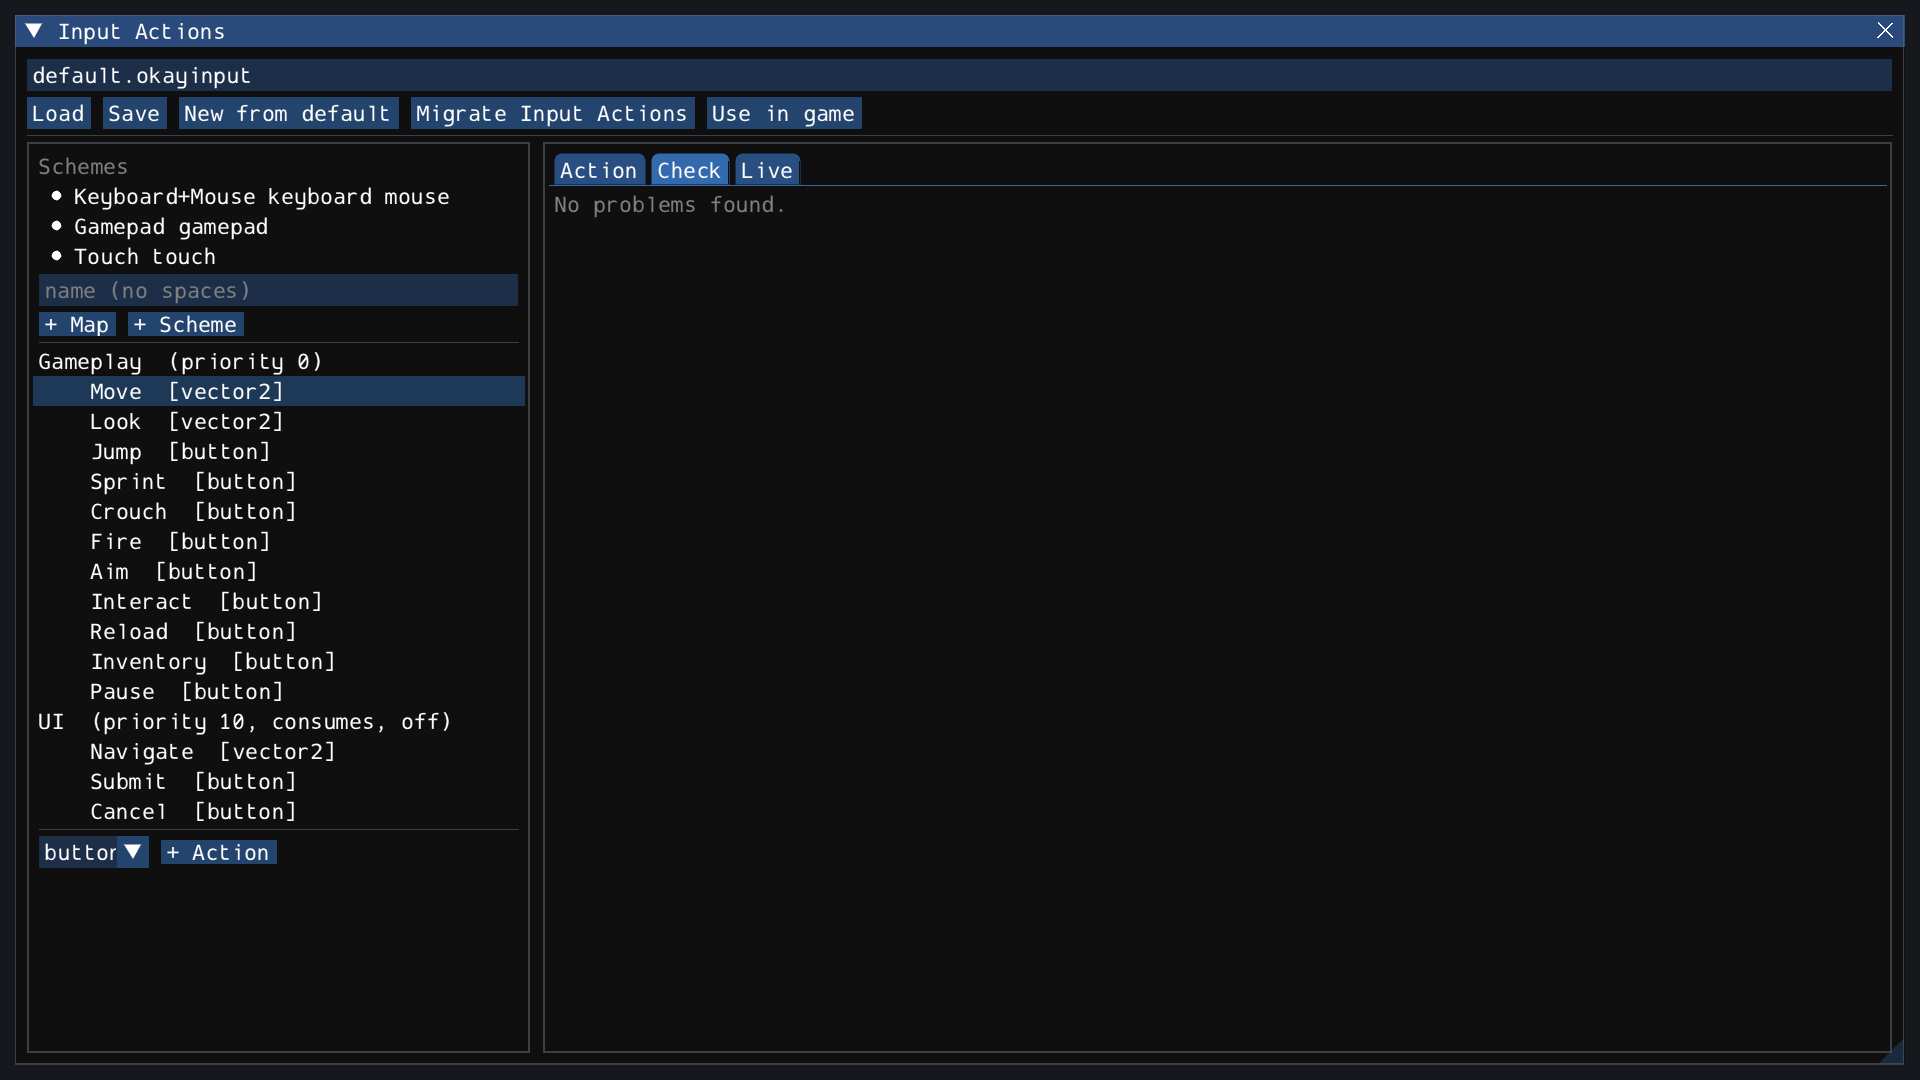 Input Actions
default.okayinput
Load Save New from default Migrate Input Actions Use in game
Schemes
Keyboard+Mouse keyboard mouse
Gamepad gamepad
Touch touch
name (no spaces)
+ Map + Scheme
Gameplay (priority 0)
Move [vector2]
Look [vector2]
Jump [button]
Sprint [button]
Crouch [button]
Fire [button]
Aim [button]
Interact [button]
Reload [button]
Inventory [button]
Pause [button]
UI (priority 10, consumes, off)
Navigate [vector2]
Submit [button]
Cancel [button]
button + Action
Action Check Live
No problems found.